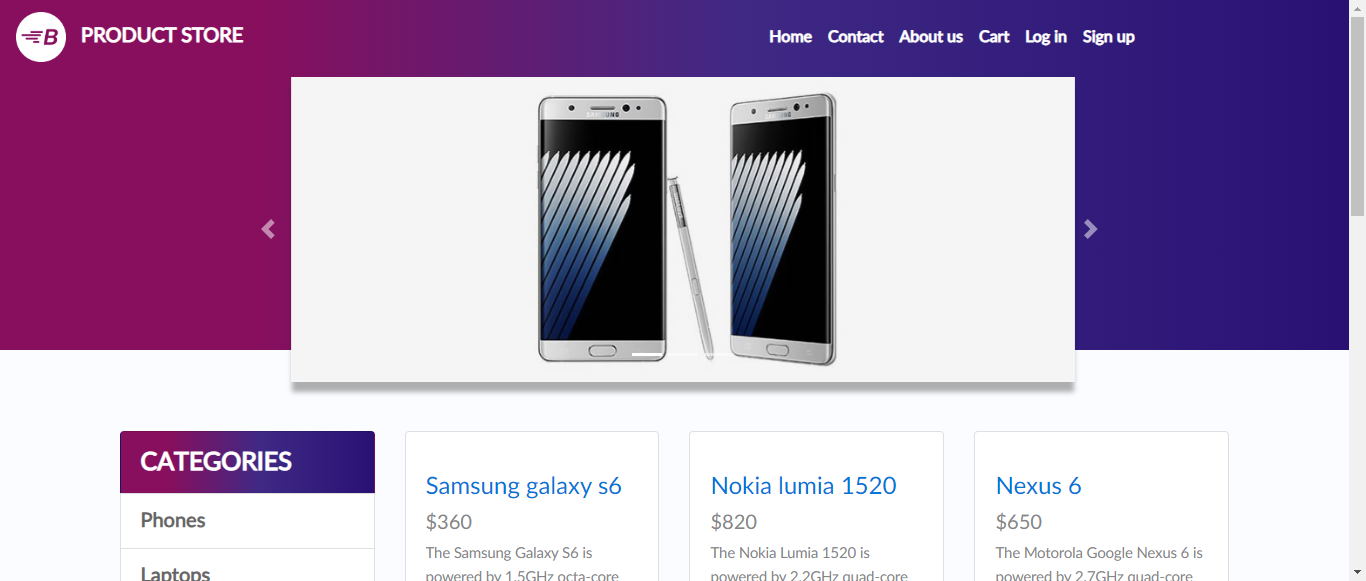 B PRODUCT STORE
Home Contact About us Cart Log in Sign up
SAMSUNG
SAMSUNG
CATEGORIES
Phones
Laptops
Samsung galaxy s6
$360
The Samsung Galaxy S6 is
powered by 1.5GHz octa-core
Nokia lumia 1520
$820
The Nokia Lumia 1520 is
powered by 2.2GHz quad-core
Nexus 6
$650
The Motorola Google Nexus 6 is
powered by 2.7GHz quad-core